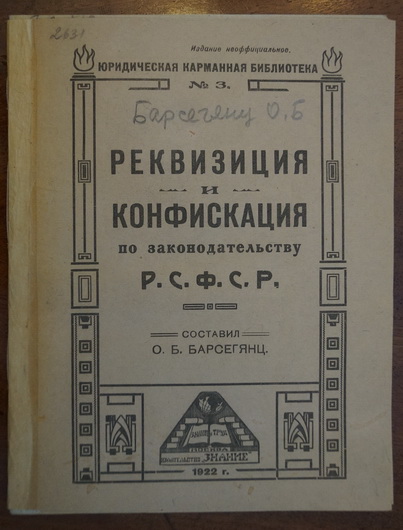 2631
Издание неоффициальное.
ЮРИДИЧЕСКАЯ КАРМАННАЯ БИБЛИОТЕКА
№ 3.
Барсегянц О.Б
РЕКВИЗИЦИЯ
И
КОНФИСКАЦИЯ
по законодательству
Р. С. Ф. С. Р.
СОСТАВИЛ
О. Б. БАРСЕГЯНЦ.
"ЗНАНИЕ"
1922 г.